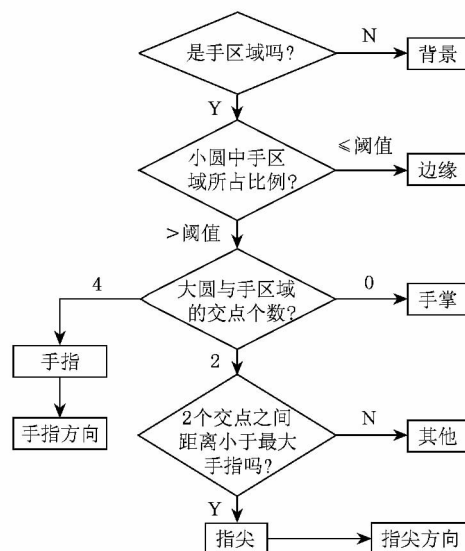 是手区域吗?
N
背景
Y
小圆中手区
域所占比例?
≤阈值
边缘
>阈值
4
大圆与手区域
的交点个数?
0
手掌
手指
2
手指方向
2个交点之间
距离小于最大
手指吗?
N
其他
Y
指尖
指尖方向